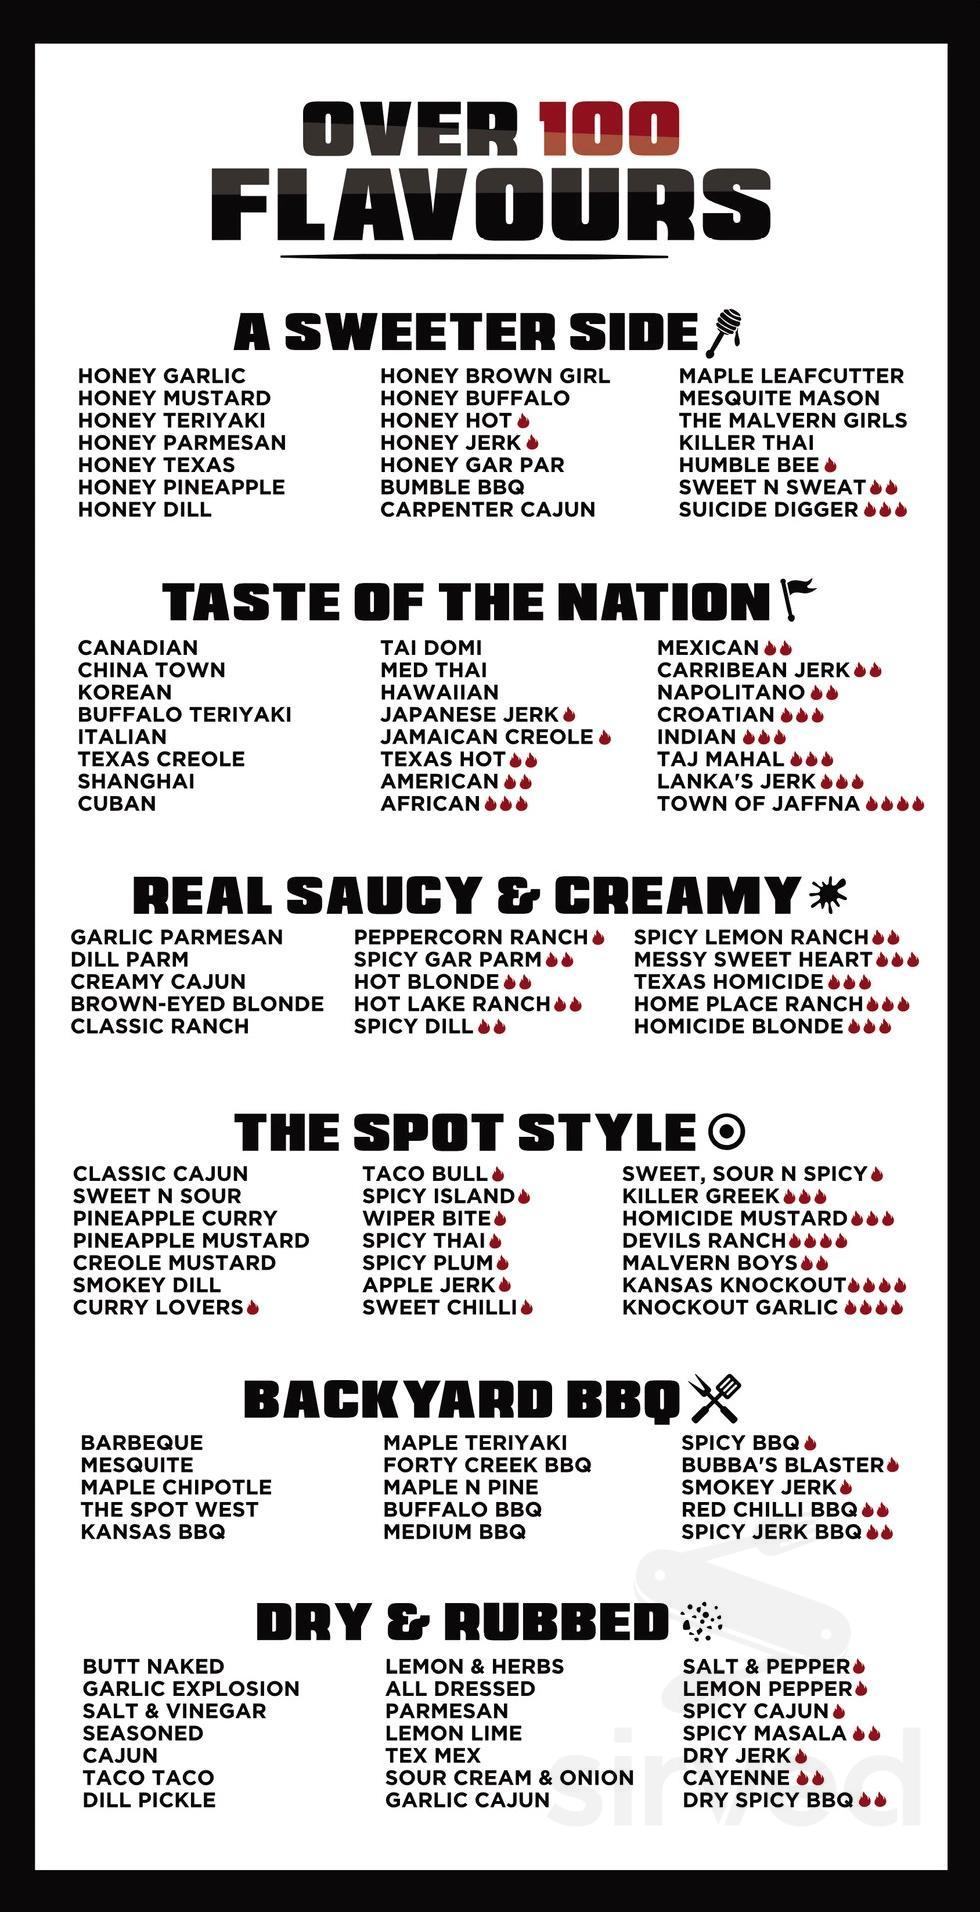 OVER 100
FLAVOURS
A SWEETER SIDE
HONEY GARLIC
HONEY MUSTARD
HONEY TERIYAKI
HONEY PARMESAN
HONEY TEXAS
HONEY PINEAPPLE
HONEY DILL
HONEY BROWN GIRL
HONEY BUFFALO
HONEY HOT
HONEY JERK
HONEY GAR PAR
BUMBLE BBQ
CARPENTER CAJUN
MAPLE LEAFCUTTER
MESQUITE MASON
THE MALVERN GIRLS
KILLER THAI
HUMBLE BEE
SWEET N SWEAT
SUICIDE DIGGER
TASTE OF THE NATION
CANADIAN
CHINA TOWN
KOREAN
BUFFALO TERIYAKI
ITALIAN
TEXAS CREOLE
SHANGHAI
CUBAN
TAI DOMI
MED THAI
HAWAIIAN
JAPANESE JERK
JAMAICAN CREOLE
TEXAS HOT
AMERICAN
AFRICAN
MEXICAN
CARRIBEAN JERK
NAPOLITANO
CROATIAN
INDIAN
TAJ MAHAL
LANKA'S JERK
TOWN OF JAFFNA
REAL SAUCY & CREAMY
GARLIC PARMESAN
DILL PARM
CREAMY CAJUN
BROWN-EYED BLONDE
CLASSIC RANCH
PEPPERCORN RANCH
SPICY GAR PARM
HOT BLONDE
HOT LAKE RANCH
SPICY DILL
SPICY LEMON RANCH
MESSY SWEET HEART
TEXAS HOMICIDE
HOME PLACE RANCH
HOMICIDE BLONDE
THE SPOT STYLE
CLASSIC CAJUN
SWEET N SOUR
PINEAPPLE CURRY
PINEAPPLE MUSTARD
CREOLE MUSTARD
SMOKEY DILL
CURRY LOVERS
TACO BULL
SPICY ISLAND
WIPER BITE
SPICY THAI
SPICY PLUM
APPLE JERK
SWEET CHILLI
SWEET, SOUR N SPICY
KILLER GREEK
HOMICIDE MUSTARD
DEVILS RANCH
MALVERN BOYS
KANSAS KNOCKOUT
KNOCKOUT GARLIC
BACKYARD BBQ
BARBEQUE
MESQUITE
MAPLE CHIPOTLE
THE SPOT WEST
KANSAS BBQ
MAPLE TERIYAKI
FORTY CREEK BBQ
MAPLE N PINE
BUFFALO BBQ
MEDIUM BBQ
SPICY BBQ
BUBBA'S BLASTER
SMOKEY JERK
RED CHILLI BBQ
SPICY JERK BBQ
DRY & RUBBED
BUTT NAKED
GARLIC EXPLOSION
SALT & VINEGAR
SEASONED
CAJUN
TACO TACO
DILL PICKLE
LEMON & HERBS
ALL DRESSED
PARMESAN
LEMON LIME
TEX MEX
SOUR CREAM & ONION
GARLIC CAJUN
SALT & PEPPER
LEMON PEPPER
SPICY CAJUN
SPICY MASALA
DRY JERK
CAYENNE
DRY SPICY BBQ
sirved